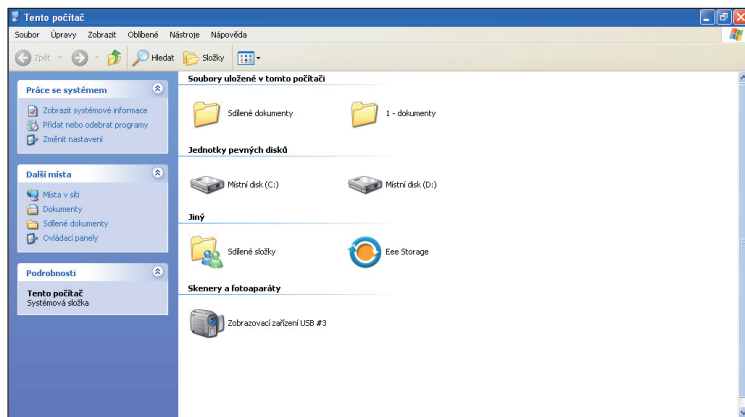 Tento počítač
Soubor Úpravy Zobrazit Oblíbené Nástroje Nápověda
Zpět Hledat Složky
Práce se systémem
Zobrazit systémové informace
Přidat nebo odebrat programy
Změnit nastavení
Další místa
Místa v síti
Dokumenty
Sdílené dokumenty
Ovládací panely
Podrobnosti
Tento počítač
Systémová složka
Soubory uložené v tomto počítači
Sdílené dokumenty 1 - dokumenty
Jednotky pevných disků
Místní disk (C:) Místní disk (D:)
Jiný
Sdílené složky Eee Storage
Skenery a fotoaparáty
Zobrazovací zařízení USB #3